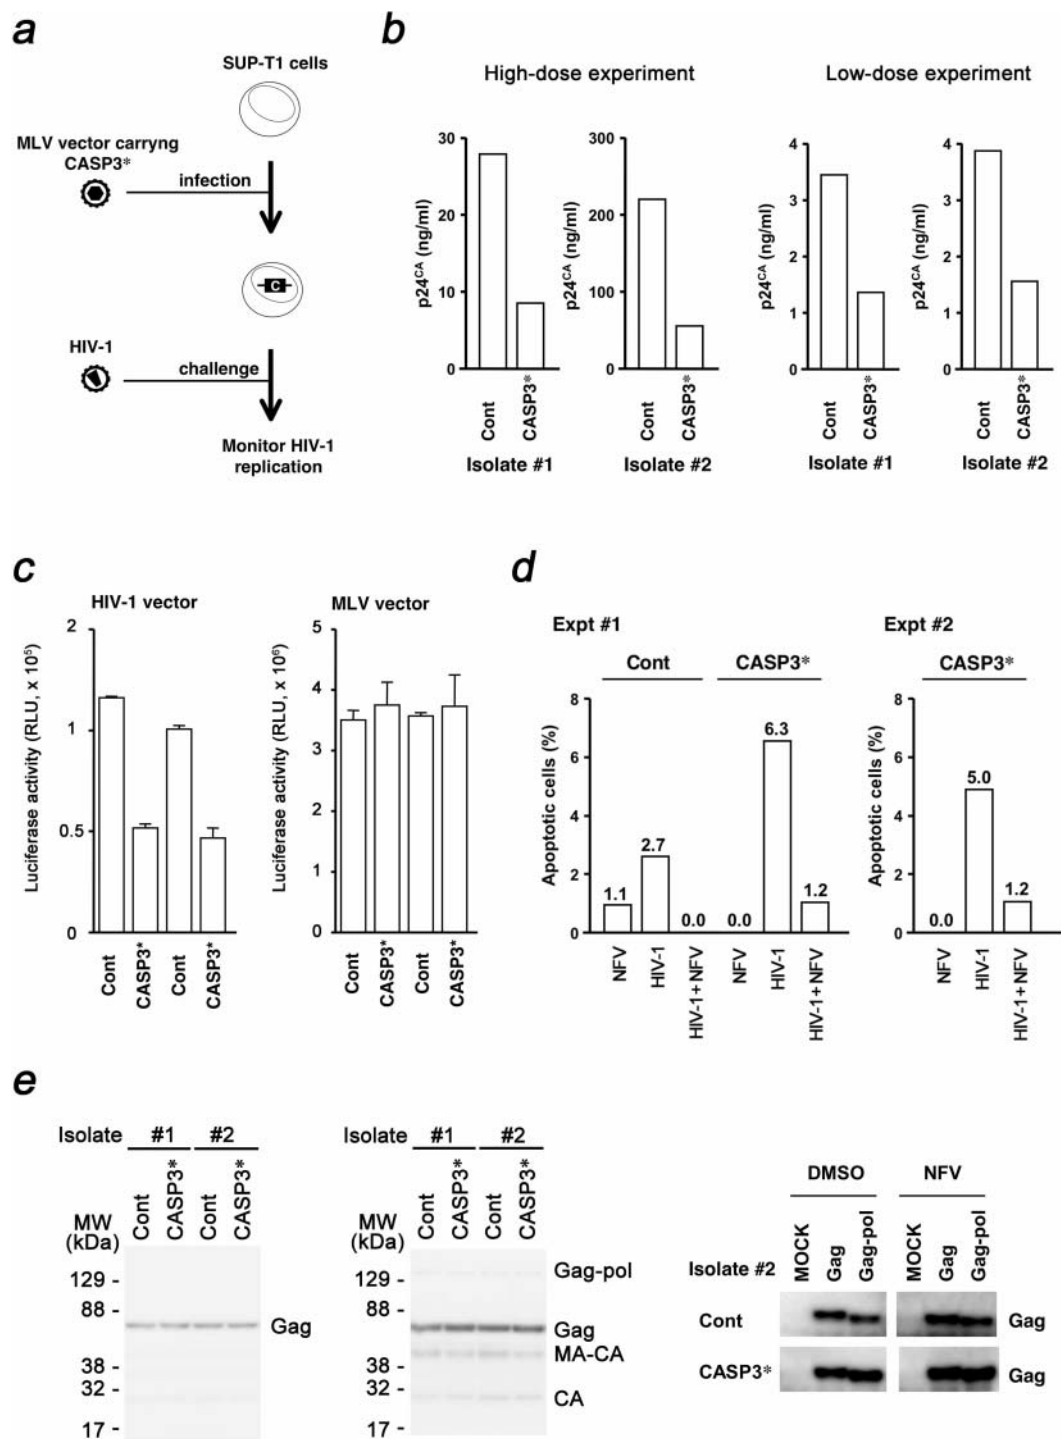 a
SUP-T1 cells
MLV vector carryng
CASP3*
infection
C
HIV-1
challenge
Monitor HIV-1
replication
b
High-dose experiment
Low-dose experiment
p24CA (ng/ml)
30
20
10
0
Cont
CASP3*
Isolate #1
p24CA (ng/ml)
300
200
100
0
Cont
CASP3*
Isolate #2
p24CA (ng/ml)
4
3
2
1
0
Cont
CASP3*
Isolate #1
p24CA (ng/ml)
4
3
2
1
0
Cont
CASP3*
Isolate #2
c
HIV-1 vector
Luciferase activity (RLU, x 10⁵)
2
1
0.5
0
Cont
CASP3*
Cont
CASP3*
MLV vector
Luciferase activity (RLU, x 10⁶)
5
4
3
2
1
0
Cont
CASP3*
Cont
CASP3*
d
Expt #1
Cont
CASP3*
Apoptotic cells (%)
8
6
4
2
0
1.1
2.7
0.0
0.0
6.3
1.2
NFV
HIV-1
HIV-1+NFV
NFV
HIV-1
HIV-1+NFV
Expt #2
CASP3*
Apoptotic cells (%)
8
6
4
2
0
0.0
5.0
1.2
NFV
HIV-1
HIV-1+NFV
e
Isolate #1 #2
Cont
CASP3*
Cont
CASP3*
MW
(kDa)
129 -
88 -
38 -
32 -
17 -
Gag
Isolate #1 #2
Cont
CASP3*
Cont
CASP3*
MW
(kDa)
129 -
88 -
38 -
32 -
17 -
Gag-pol
Gag
MA-CA
CA
DMSO NFV
Isolate #2
MOCK
Gag
Gag-pol
MOCK
Gag
Gag-pol
Cont
Gag
CASP3*
Gag